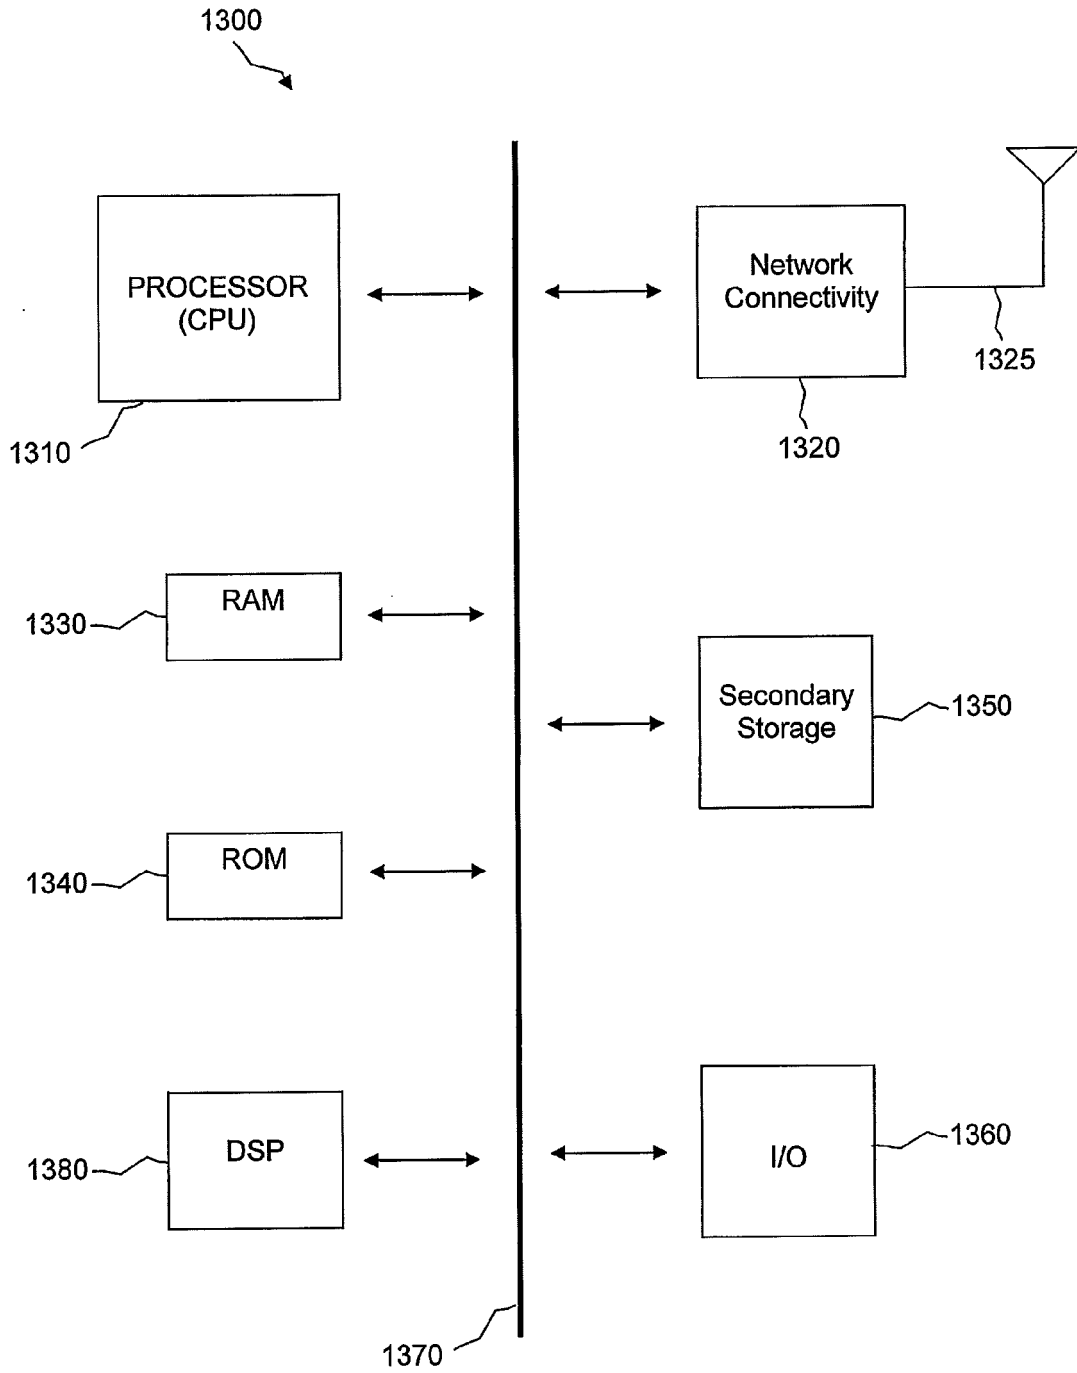 1300
PROCESSOR
(CPU)
1310
Network
Connectivity
1325
1320
RAM
1330
Secondary
Storage
1350
ROM
1340
DSP
1380
I/O
1360
1370